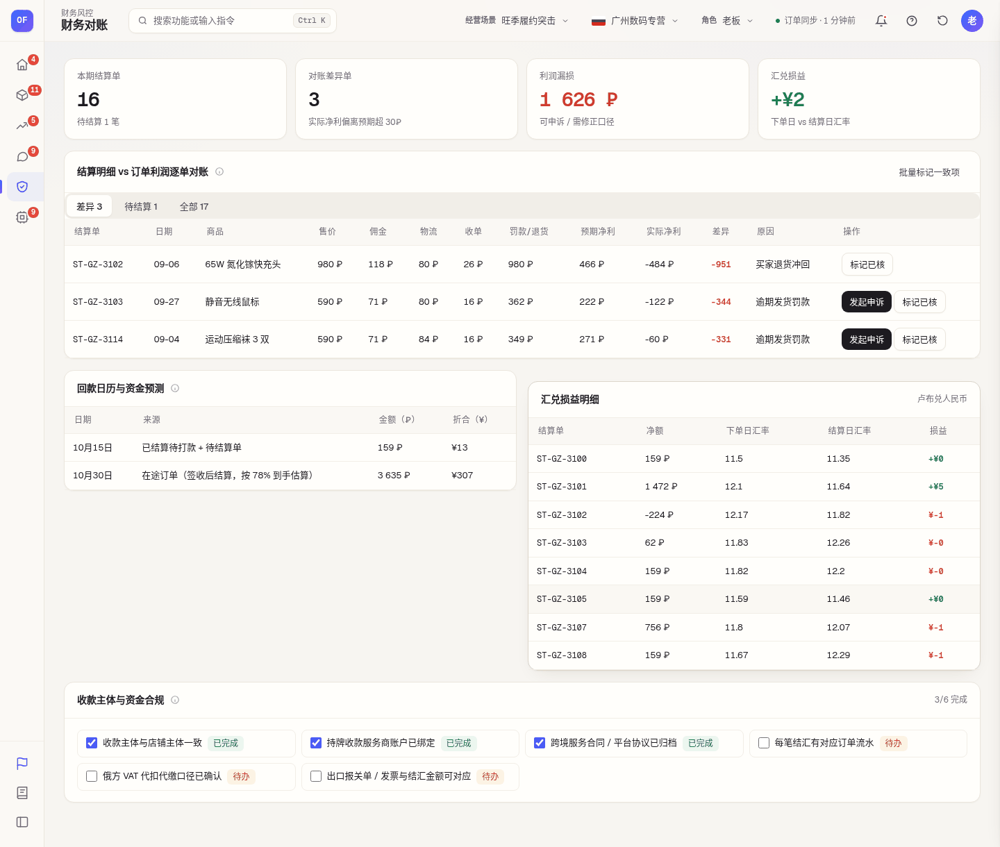 OF
财务风控
财务对账
搜索功能或输入指令
Ctrl K
经营场景 旺季履约突击
广州数码专营
角色 老板
订单同步 · 1 分钟前
老
4
11
5
9
9
本期结算单
16
待结算 1 笔
对账差异单
3
实际净利偏离预期超 30₽
利润漏损
1 626 ₽
可申诉 / 需修正口径
汇兑损益
+¥2
下单日 vs 结算日汇率
结算明细 vs 订单利润逐单对账
批量标记一致项
差异 3 待结算 1 全部 17
结算单 日期 商品 售价 佣金 物流 收单 罚款/退货 预期净利 实际净利 差异 原因 操作
ST-GZ-3102 09-06 65W 氮化镓快充头 980 ₽ 118 ₽ 80 ₽ 26 ₽ 980 ₽ 466 ₽ -484 ₽ -951 买家退货冲回 标记已核
ST-GZ-3103 09-27 静音无线鼠标 590 ₽ 71 ₽ 80 ₽ 16 ₽ 362 ₽ 222 ₽ -122 ₽ -344 逾期发货罚款 发起申诉 标记已核
ST-GZ-3114 09-04 运动压缩袜 3 双 590 ₽ 71 ₽ 84 ₽ 16 ₽ 349 ₽ 271 ₽ -60 ₽ -331 逾期发货罚款 发起申诉 标记已核
回款日历与资金预测
日期 来源 金额（₽） 折合（¥）
10月15日 已结算待打款 + 待结算单 159 ₽ ¥13
10月30日 在途订单（签收后结算，按 78% 到手估算） 3 635 ₽ ¥307
汇兑损益明细
卢布兑人民币
结算单 净额 下单日汇率 结算日汇率 损益
ST-GZ-3100 159 ₽ 11.5 11.35 +¥0
ST-GZ-3101 1 472 ₽ 12.1 11.64 +¥5
ST-GZ-3102 -224 ₽ 12.17 11.82 ¥-1
ST-GZ-3103 62 ₽ 11.83 12.26 ¥-0
ST-GZ-3104 159 ₽ 11.82 12.2 ¥-0
ST-GZ-3105 159 ₽ 11.59 11.46 +¥0
ST-GZ-3107 756 ₽ 11.8 12.07 ¥-1
ST-GZ-3108 159 ₽ 11.67 12.29 ¥-1
收款主体与资金合规
3/6 完成
收款主体与店铺主体一致 已完成
持牌收款服务商账户已绑定 已完成
跨境服务合同 / 平台协议已归档 已完成
每笔结汇有对应订单流水 待办
俄方 VAT 代扣代缴口径已确认 待办
出口报关单 / 发票与结汇金额可对应 待办